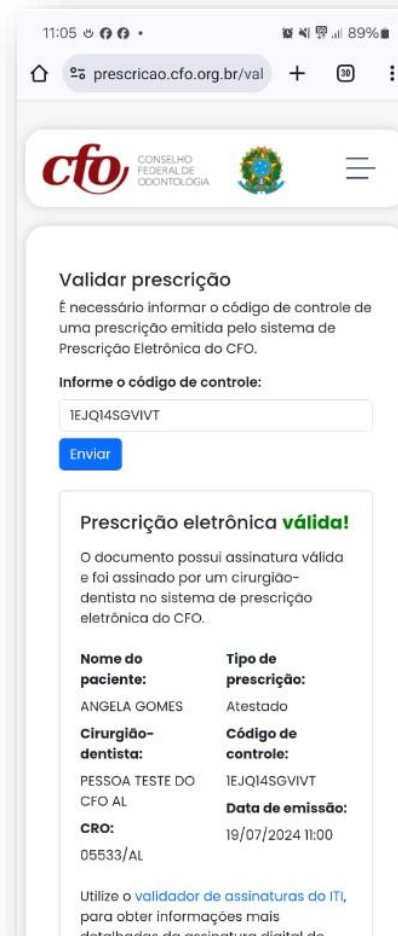 11:05
89%
prescricao.cfo.org.br/val
30
cfo
CONSELHO
FEDERAL DE
ODONTOLOGIA
Validar prescrição
É necessário informar o código de controle de
uma prescrição emitida pelo sistema de
Prescrição Eletrônica do CFO.
Informe o código de controle:
1EJQ14SGVIVT
Enviar
Prescrição eletrônica válida!
O documento possui assinatura válida
e foi assinado por um cirurgião-
dentista no sistema de prescrição
eletrônica do CFO.
Nome do
paciente:
ANGELA GOMES
Cirurgião-
dentista:
PESSOA TESTE DO
CFO AL
CRO:
05533/AL
Tipo de
prescrição:
Atestado
Código de
controle:
1EJQ14SGVIVT
Data de emissão:
19/07/2024 11:00
Utilize o validador de assinaturas do ITI,
para obter informações mais
detalhadas da assinatura digital do